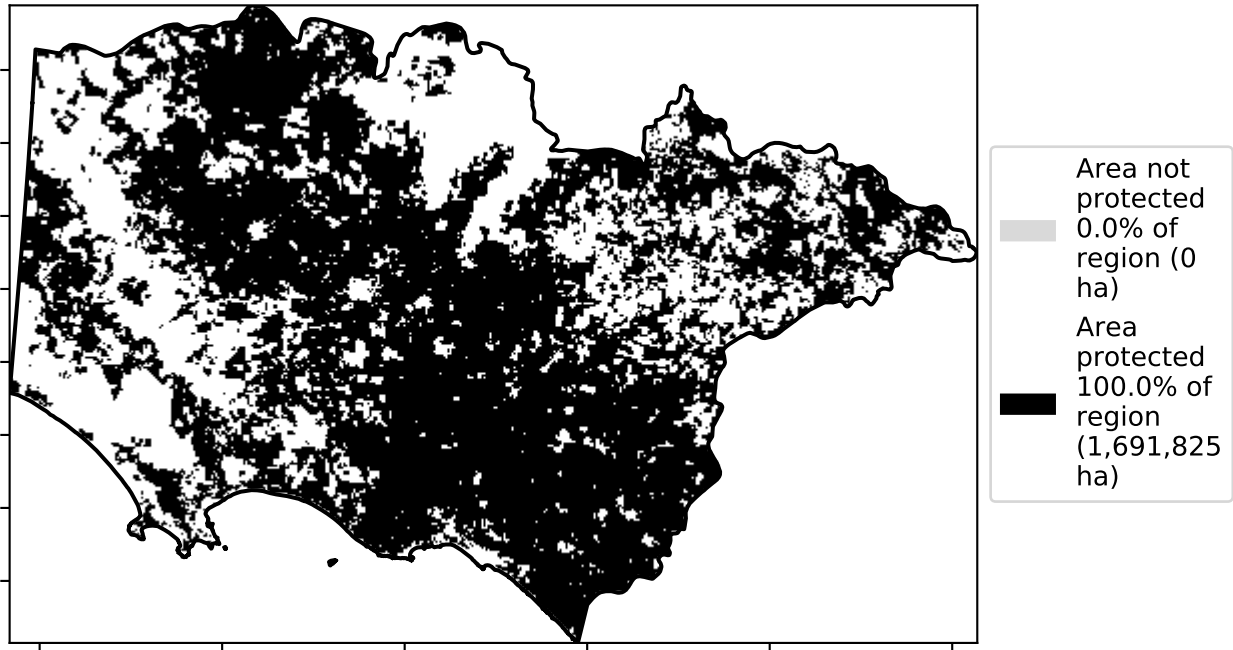 Area not
protected
0.0% of
region (0
ha)
Area
protected
100.0% of
region
(1,691,825
ha)